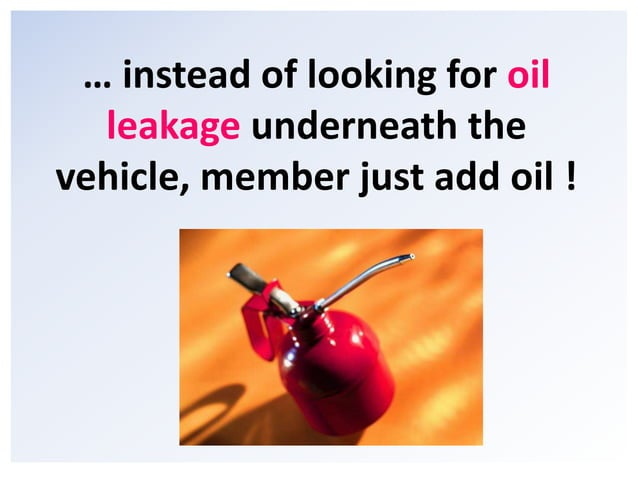 … instead of looking for oil
leakage underneath the
vehicle, member just add oil !